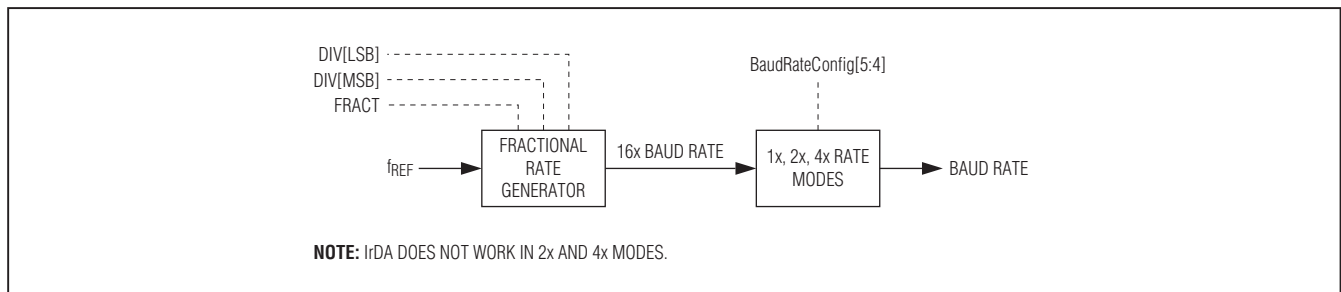 DIV[LSB]
DIV[MSB]
FRACT
BaudRateConfig[5:4]
fREF
FRACTIONAL
RATE
GENERATOR
16x BAUD RATE
1x, 2x, 4x RATE
MODES
BAUD RATE
NOTE: IrDA DOES NOT WORK IN 2x AND 4x MODES.